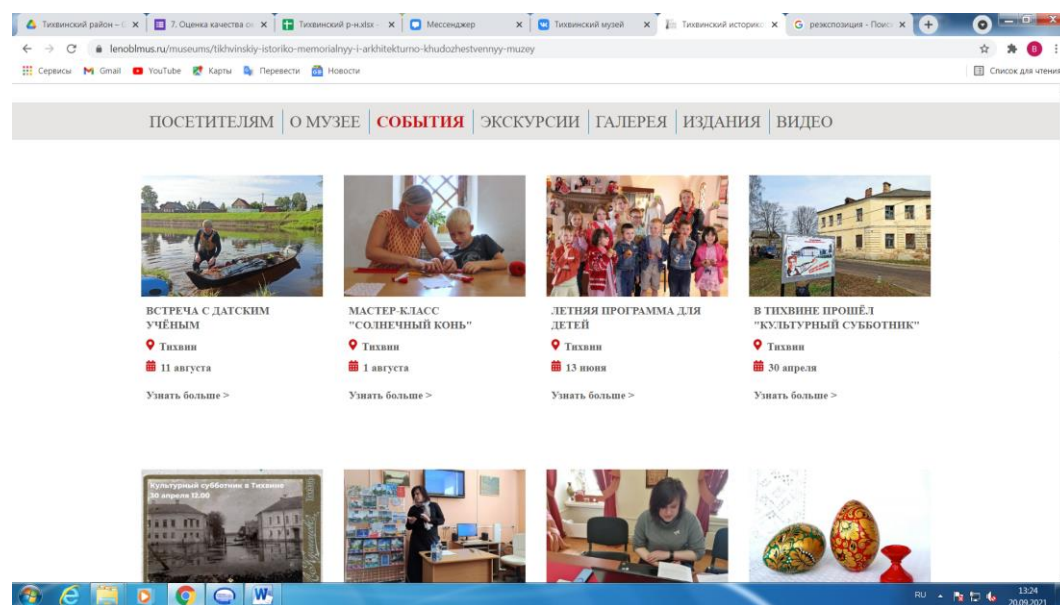 Тихвинский район –
7. Оценка качества
Тихвинский р-н.xlsx
Мессенджер
Тихвинский музей
Тихвинский историко
реэкспозиция - Поис
lenoblmus.ru/museums/tikhvinskiy-istoriko-memorialnyy-i-arkhitekturno-khudozhestvennyy-muzey
Сервисы
Gmail
YouTube
Карты
Перевести
Новости
Список для чтения
ПОСЕТИТЕЛЯМ
О МУЗЕЕ
СОБЫТИЯ
ЭКСКУРСИИ
ГАЛЕРЕЯ
ИЗДАНИЯ
ВИДЕО
ВСТРЕЧА С ДАТСКИМ
УЧЁНЫМ
Тихвин
11 августа
Узнать больше >
МАСТЕР-КЛАСС
"СОЛНЕЧНЫЙ КОНЬ"
Тихвин
1 августа
Узнать больше >
ЛЕТНЯЯ ПРОГРАММА ДЛЯ
ДЕТЕЙ
Тихвин
13 июня
Узнать больше >
В ТИХВИНЕ ПРОШЁЛ
"КУЛЬТУРНЫЙ СУББОТНИК"
Тихвин
30 апреля
Узнать больше >
Культурный субботник в Тихвине
30 апреля 12.00
RU
13:24
20.09.2021